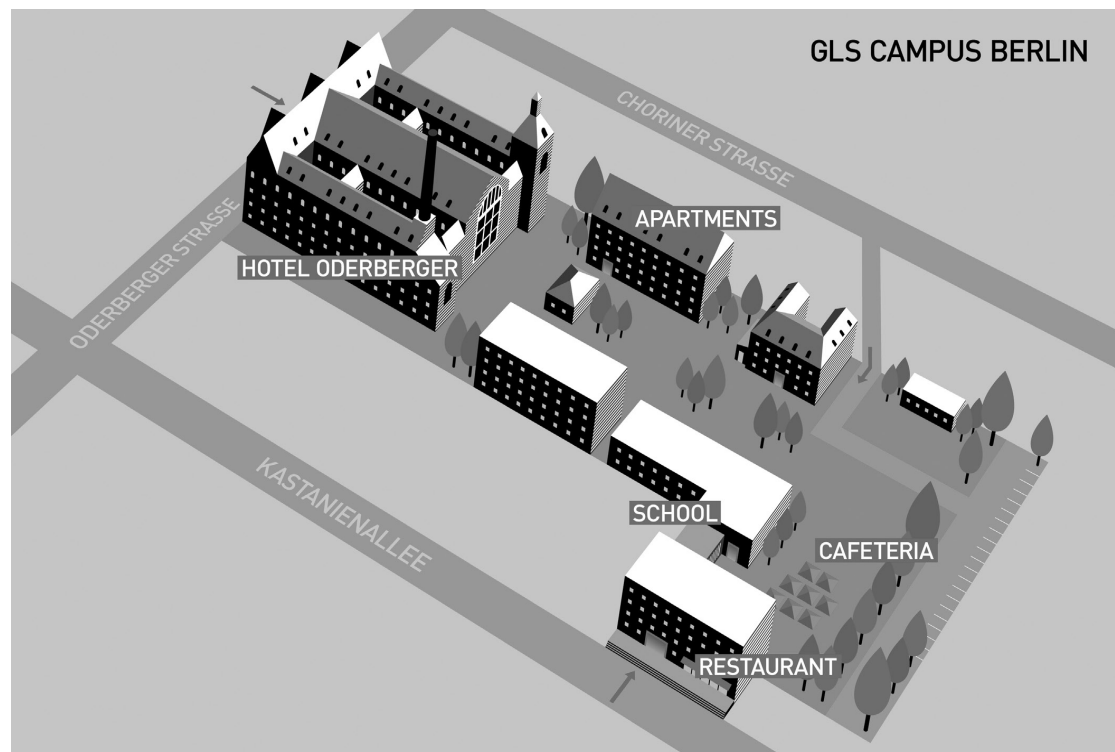 GLS CAMPUS BERLIN
CHORINER STRASSE
APARTMENTS
ODERBERGER STRASSE
HOTEL ODERBERGER
KASTANIENALLEE
SCHOOL
CAFETERIA
RESTAURANT